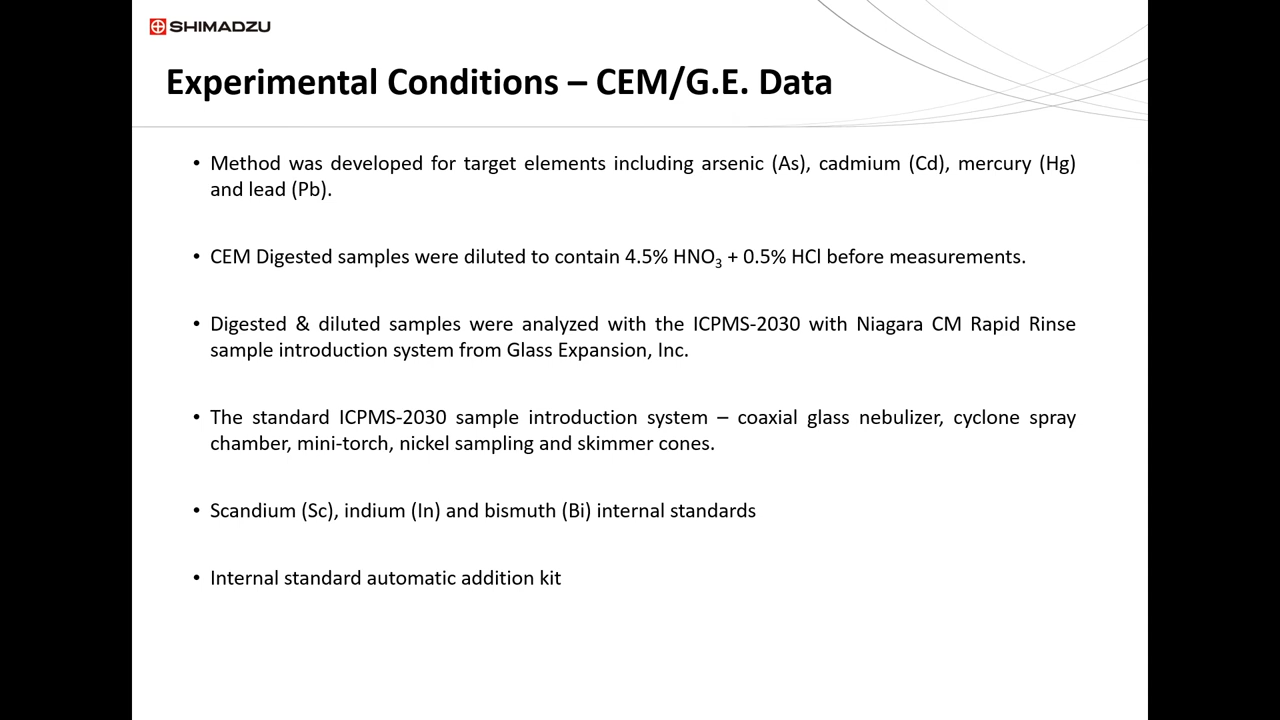 SHIMADZU
Experimental Conditions – CEM/G.E. Data
• Method was developed for target elements including arsenic (As), cadmium (Cd), mercury (Hg)
and lead (Pb).
• CEM Digested samples were diluted to contain 4.5% HNO₃ + 0.5% HCl before measurements.
• Digested & diluted samples were analyzed with the ICPMS-2030 with Niagara CM Rapid Rinse
sample introduction system from Glass Expansion, Inc.
• The standard ICPMS-2030 sample introduction system – coaxial glass nebulizer, cyclone spray
chamber, mini-torch, nickel sampling and skimmer cones.
• Scandium (Sc), indium (In) and bismuth (Bi) internal standards
• Internal standard automatic addition kit